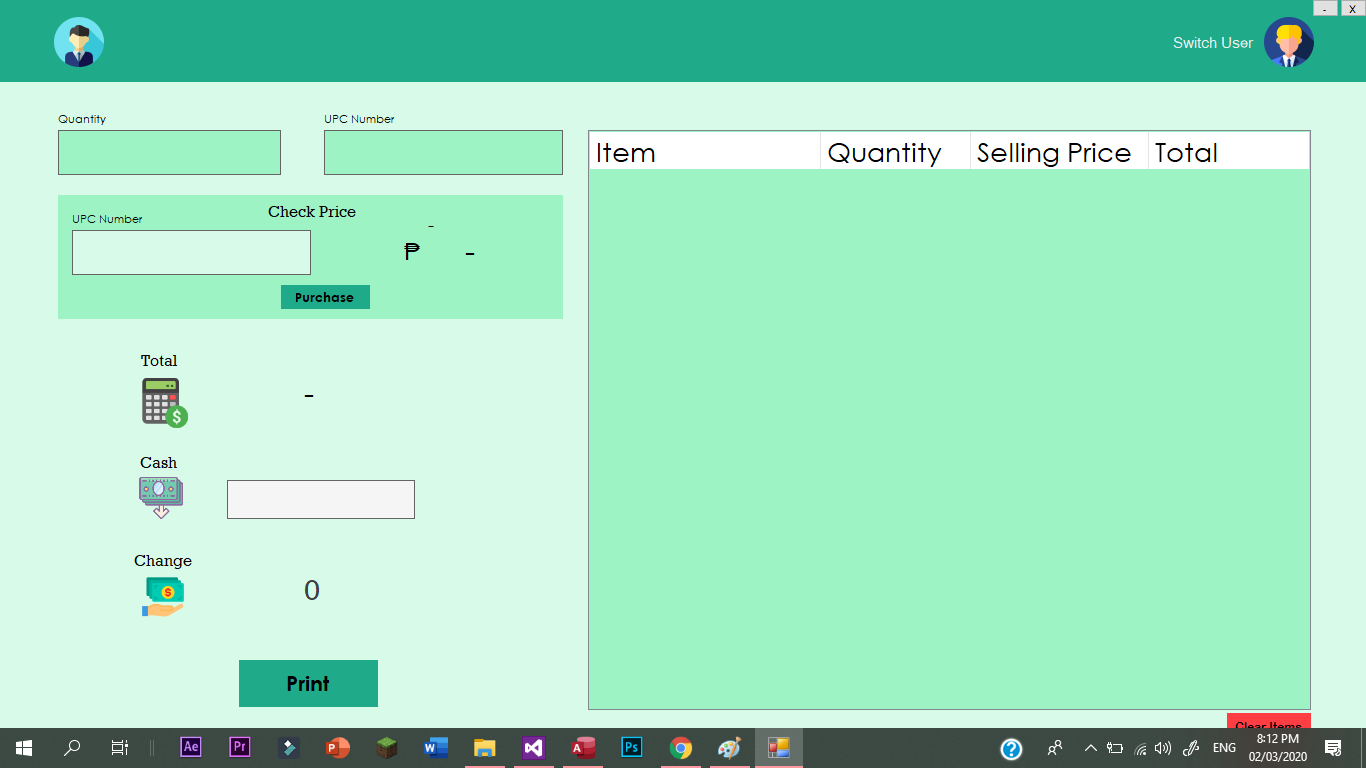 - X
Switch User
Quantity
UPC Number
Item Quantity Selling Price Total
Check Price
UPC Number
-
₱ -
Purchase
Total
-
Cash
Change
0
Print
Clear Items
Ae Pr P W A Ps
ENG
8:12 PM
02/03/2020